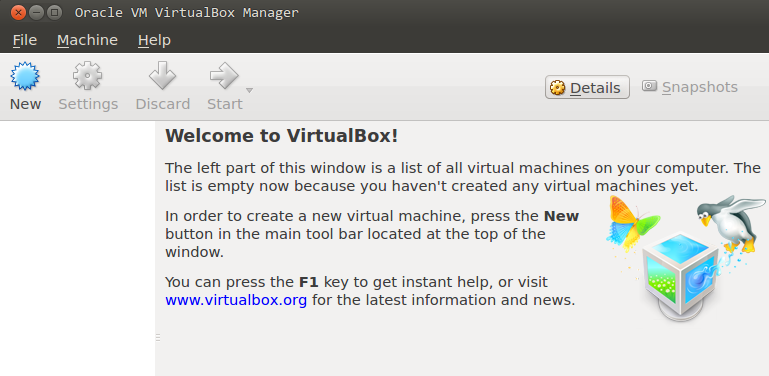 Oracle VM VirtualBox Manager
File Machine Help
New Settings Discard Start Details Snapshots
Welcome to VirtualBox!
The left part of this window is a list of all virtual machines on your computer. The
list is empty now because you haven't created any virtual machines yet.
In order to create a new virtual machine, press the New
button in the main tool bar located at the top of the
window.
You can press the F1 key to get instant help, or visit
www.virtualbox.org for the latest information and news.